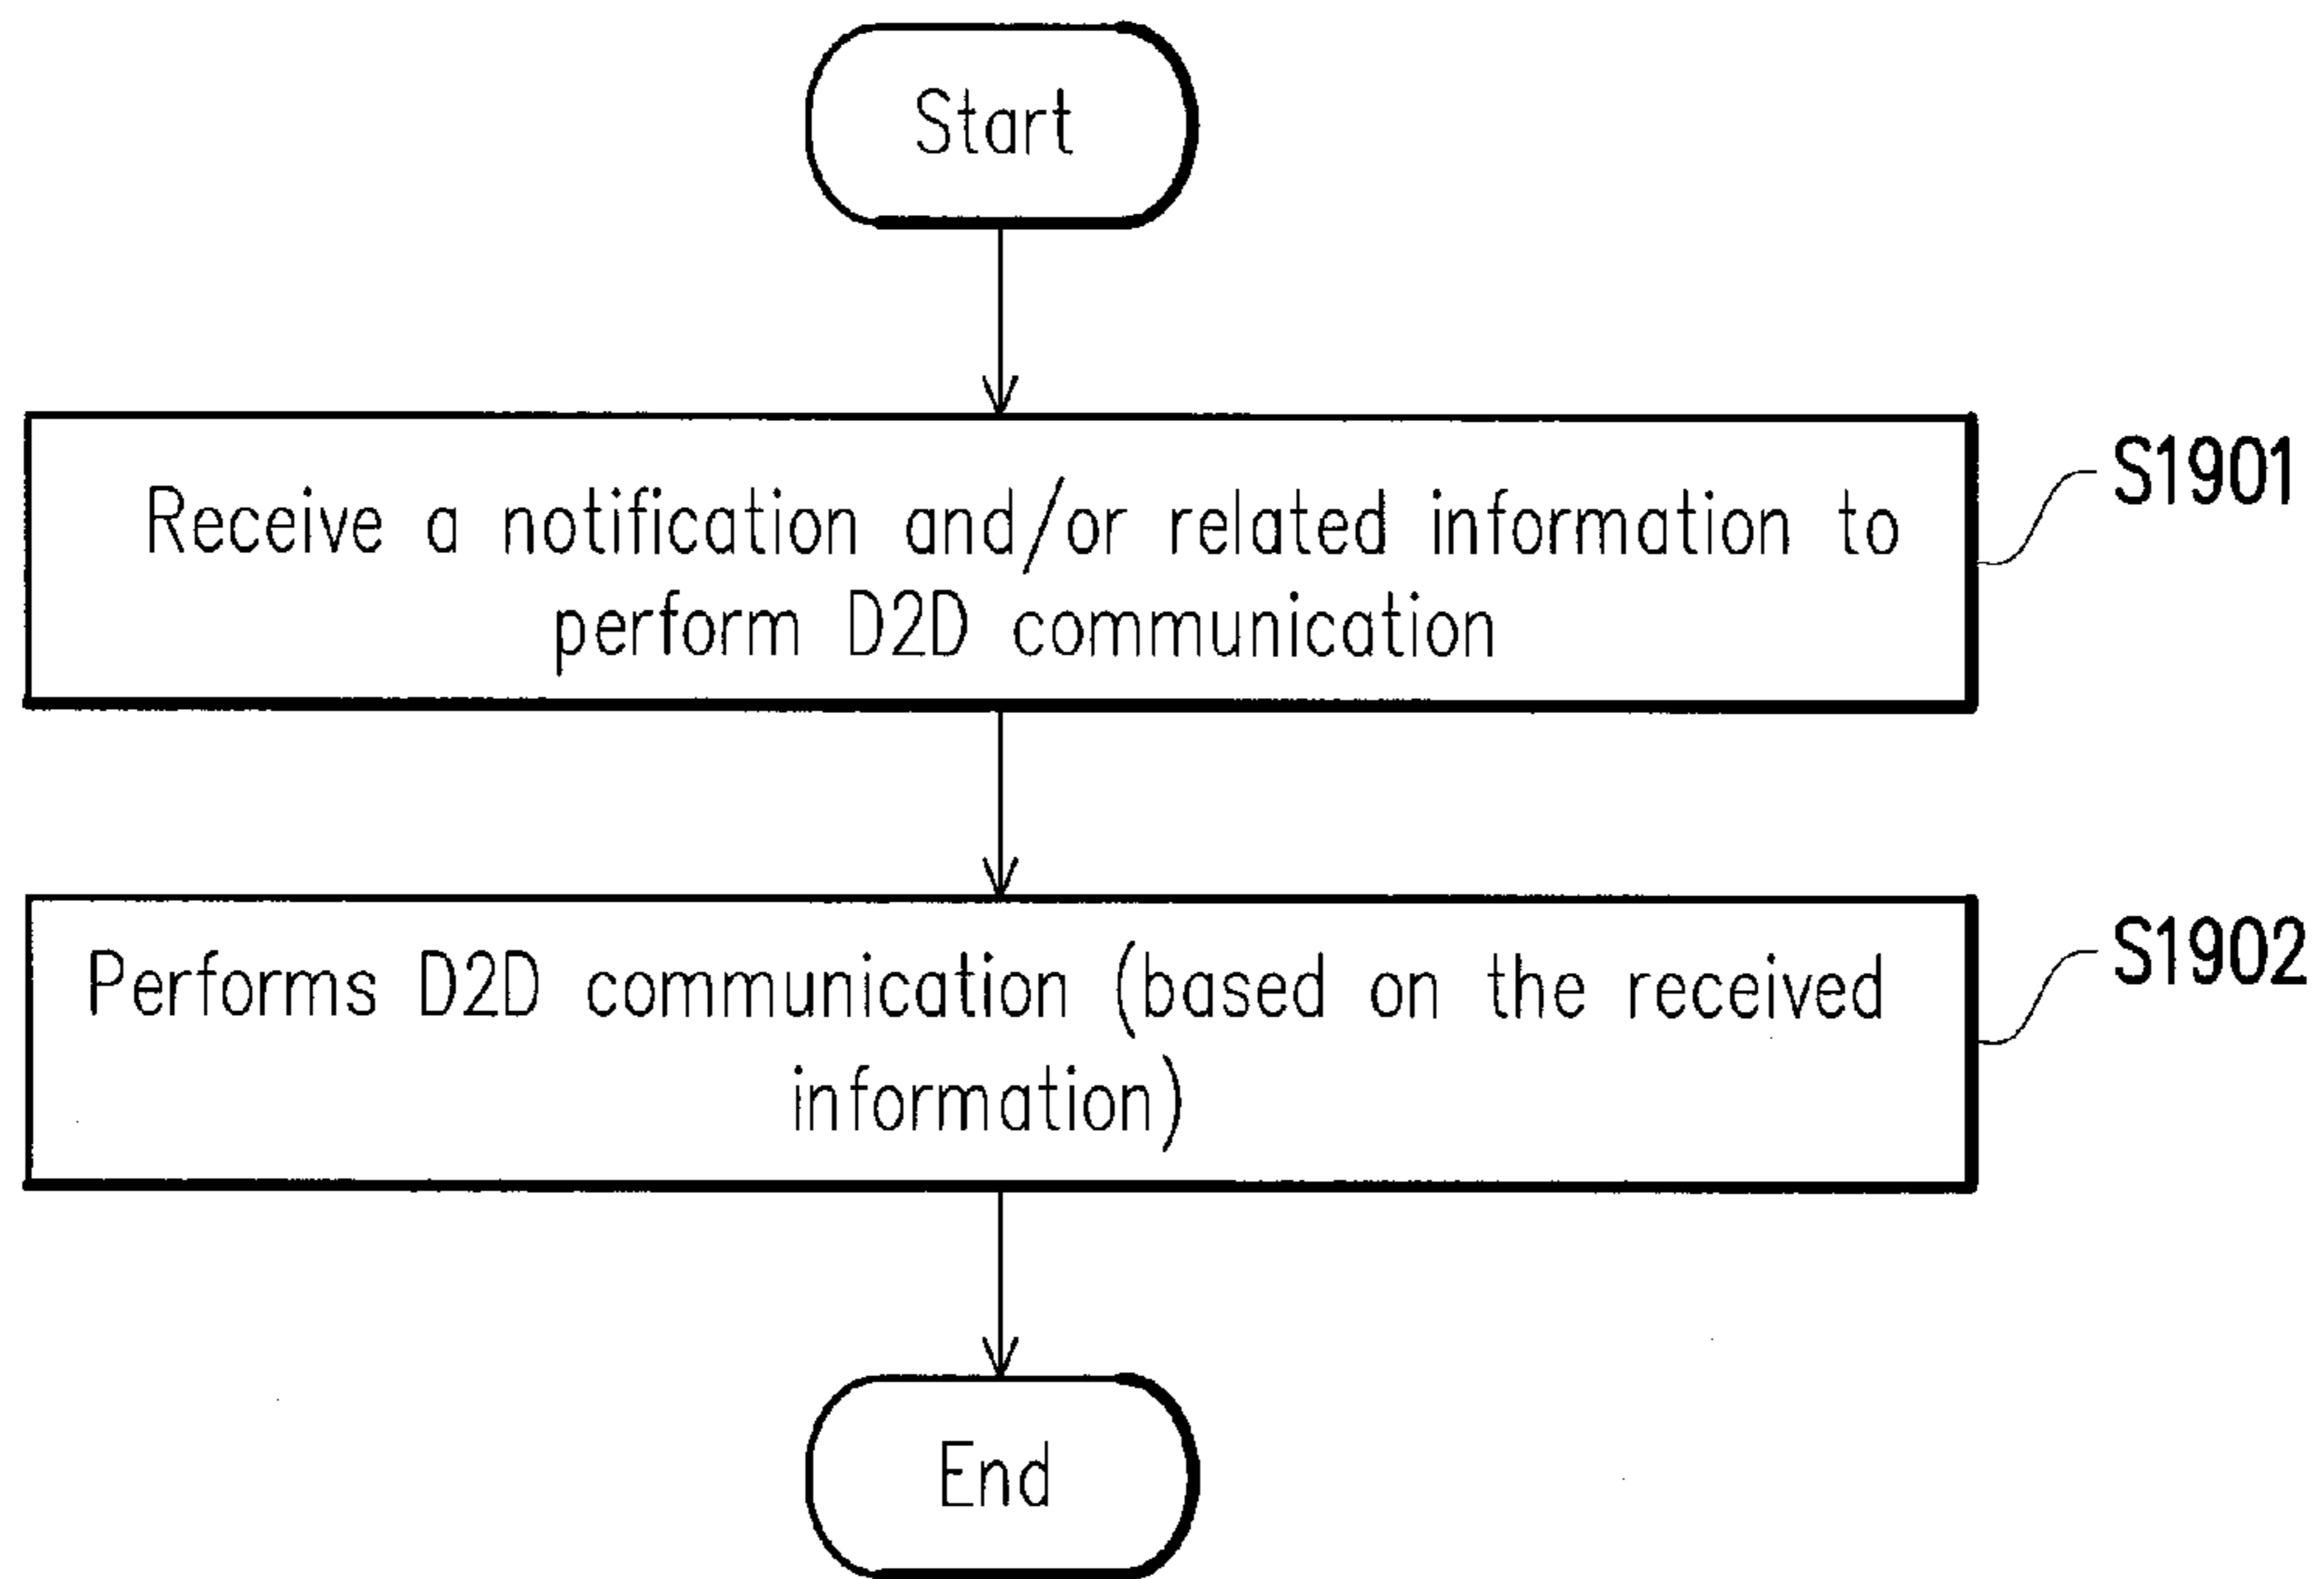 Start
Receive a notification and/or related information to
perform D2D communication
S1901
Performs D2D communication (based on the received
information)
S1902
End